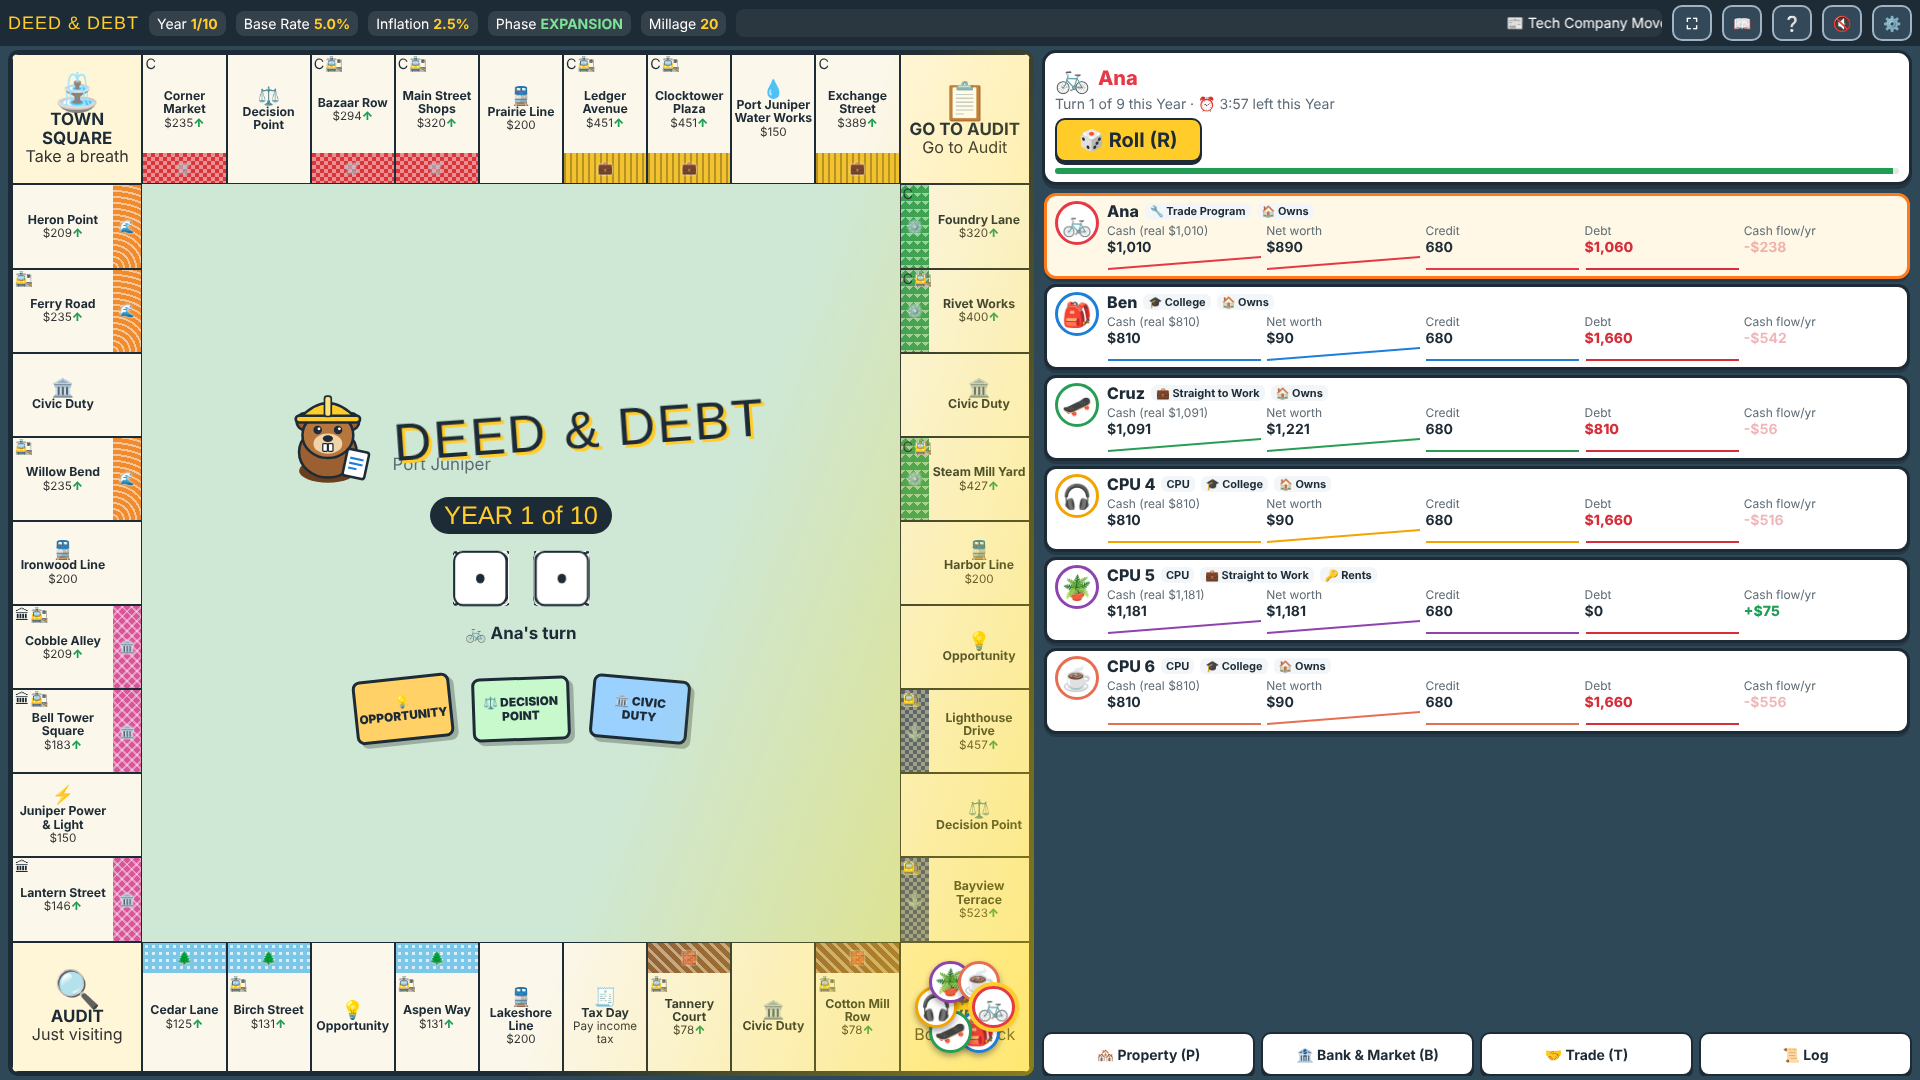 DEED & DEBT
Year 1/10
Base Rate 5.0%
Inflation 2.5%
Phase EXPANSION
Millage 20
Tech Company
TOWN SQUARE
Take a breath
C
Corner Market
$235↑
Decision Point
C
Bazaar Row
$294↑
C
Main Street Shops
$320↑
Prairie Line
$200
C
Ledger Avenue
$451↑
C
Clocktower Plaza
$451↑
Port Juniper Water Works
$150
C
Exchange Street
$389↑
GO TO AUDIT
Go to Audit
Heron Point
$209↑
Ferry Road
$235↑
Civic Duty
Willow Bend
$235↑
Ironwood Line
$200
Cobble Alley
$209↑
Bell Tower Square
$183↑
Juniper Power & Light
$150
Lantern Street
$146↑
C
Foundry Lane
$320↑
C
Rivet Works
$400↑
Civic Duty
C
Steam Mill Yard
$427↑
Harbor Line
$200
Opportunity
Lighthouse Drive
$457↑
Decision Point
Bayview Terrace
$523↑
DEED & DEBT
Port Juniper
YEAR 1 of 10
Ana's turn
OPPORTUNITY
DECISION POINT
CIVIC DUTY
AUDIT
Just visiting
Cedar Lane
$125↑
Birch Street
$131↑
Opportunity
Aspen Way
$131↑
Lakeshore Line
$200
Tax Day
Pay income tax
Tannery Court
$78↑
Civic Duty
Cotton Mill Row
$78↑
Ana
Turn 1 of 9 this Year · ⏰ 3:57 left this Year
Roll (R)
Ana Trade Program Owns
Cash (real $1,010) Net worth Credit Debt Cash flow/yr
$1,010 $890 680 $1,060 -$238
Ben College Owns
Cash (real $810) Net worth Credit Debt Cash flow/yr
$810 $90 680 $1,660 -$542
Cruz Straight to Work Owns
Cash (real $1,091) Net worth Credit Debt Cash flow/yr
$1,091 $1,221 680 $810 -$56
CPU 4 CPU College Owns
Cash (real $810) Net worth Credit Debt Cash flow/yr
$810 $90 680 $1,660 -$516
CPU 5 CPU Straight to Work Rents
Cash (real $1,181) Net worth Credit Debt Cash flow/yr
$1,181 $1,181 680 $0 +$75
CPU 6 CPU College Owns
Cash (real $810) Net worth Credit Debt Cash flow/yr
$810 $90 680 $1,660 -$556
Property (P)
Bank & Market (B)
Trade (T)
Log